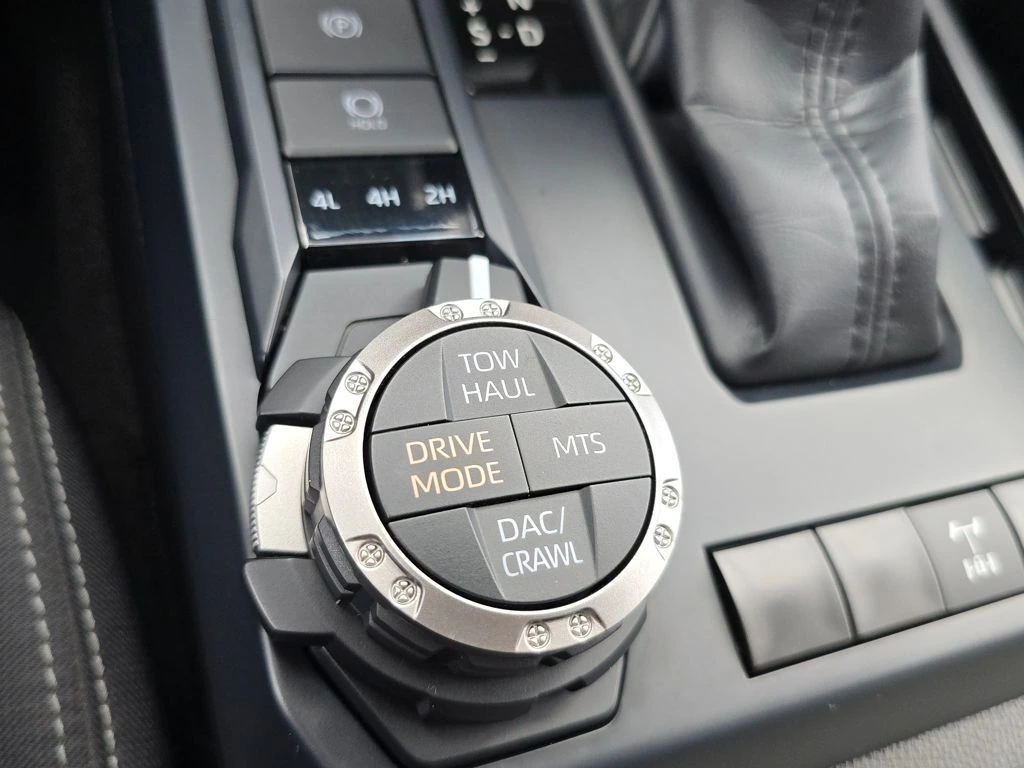 N
S - D
(P)
HOLD
4L 4H 2H
TOW
HAUL
DRIVE
MODE
MTS
DAC/
CRAWL